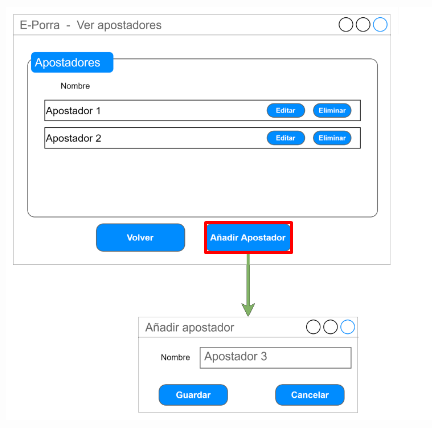 E-Porra - Ver apostadores
Apostadores
Nombre
Apostador 1 Editar Eliminar
Apostador 2 Editar Eliminar
Volver Añadir Apostador
Añadir apostador
Nombre Apostador 3
Guardar Cancelar